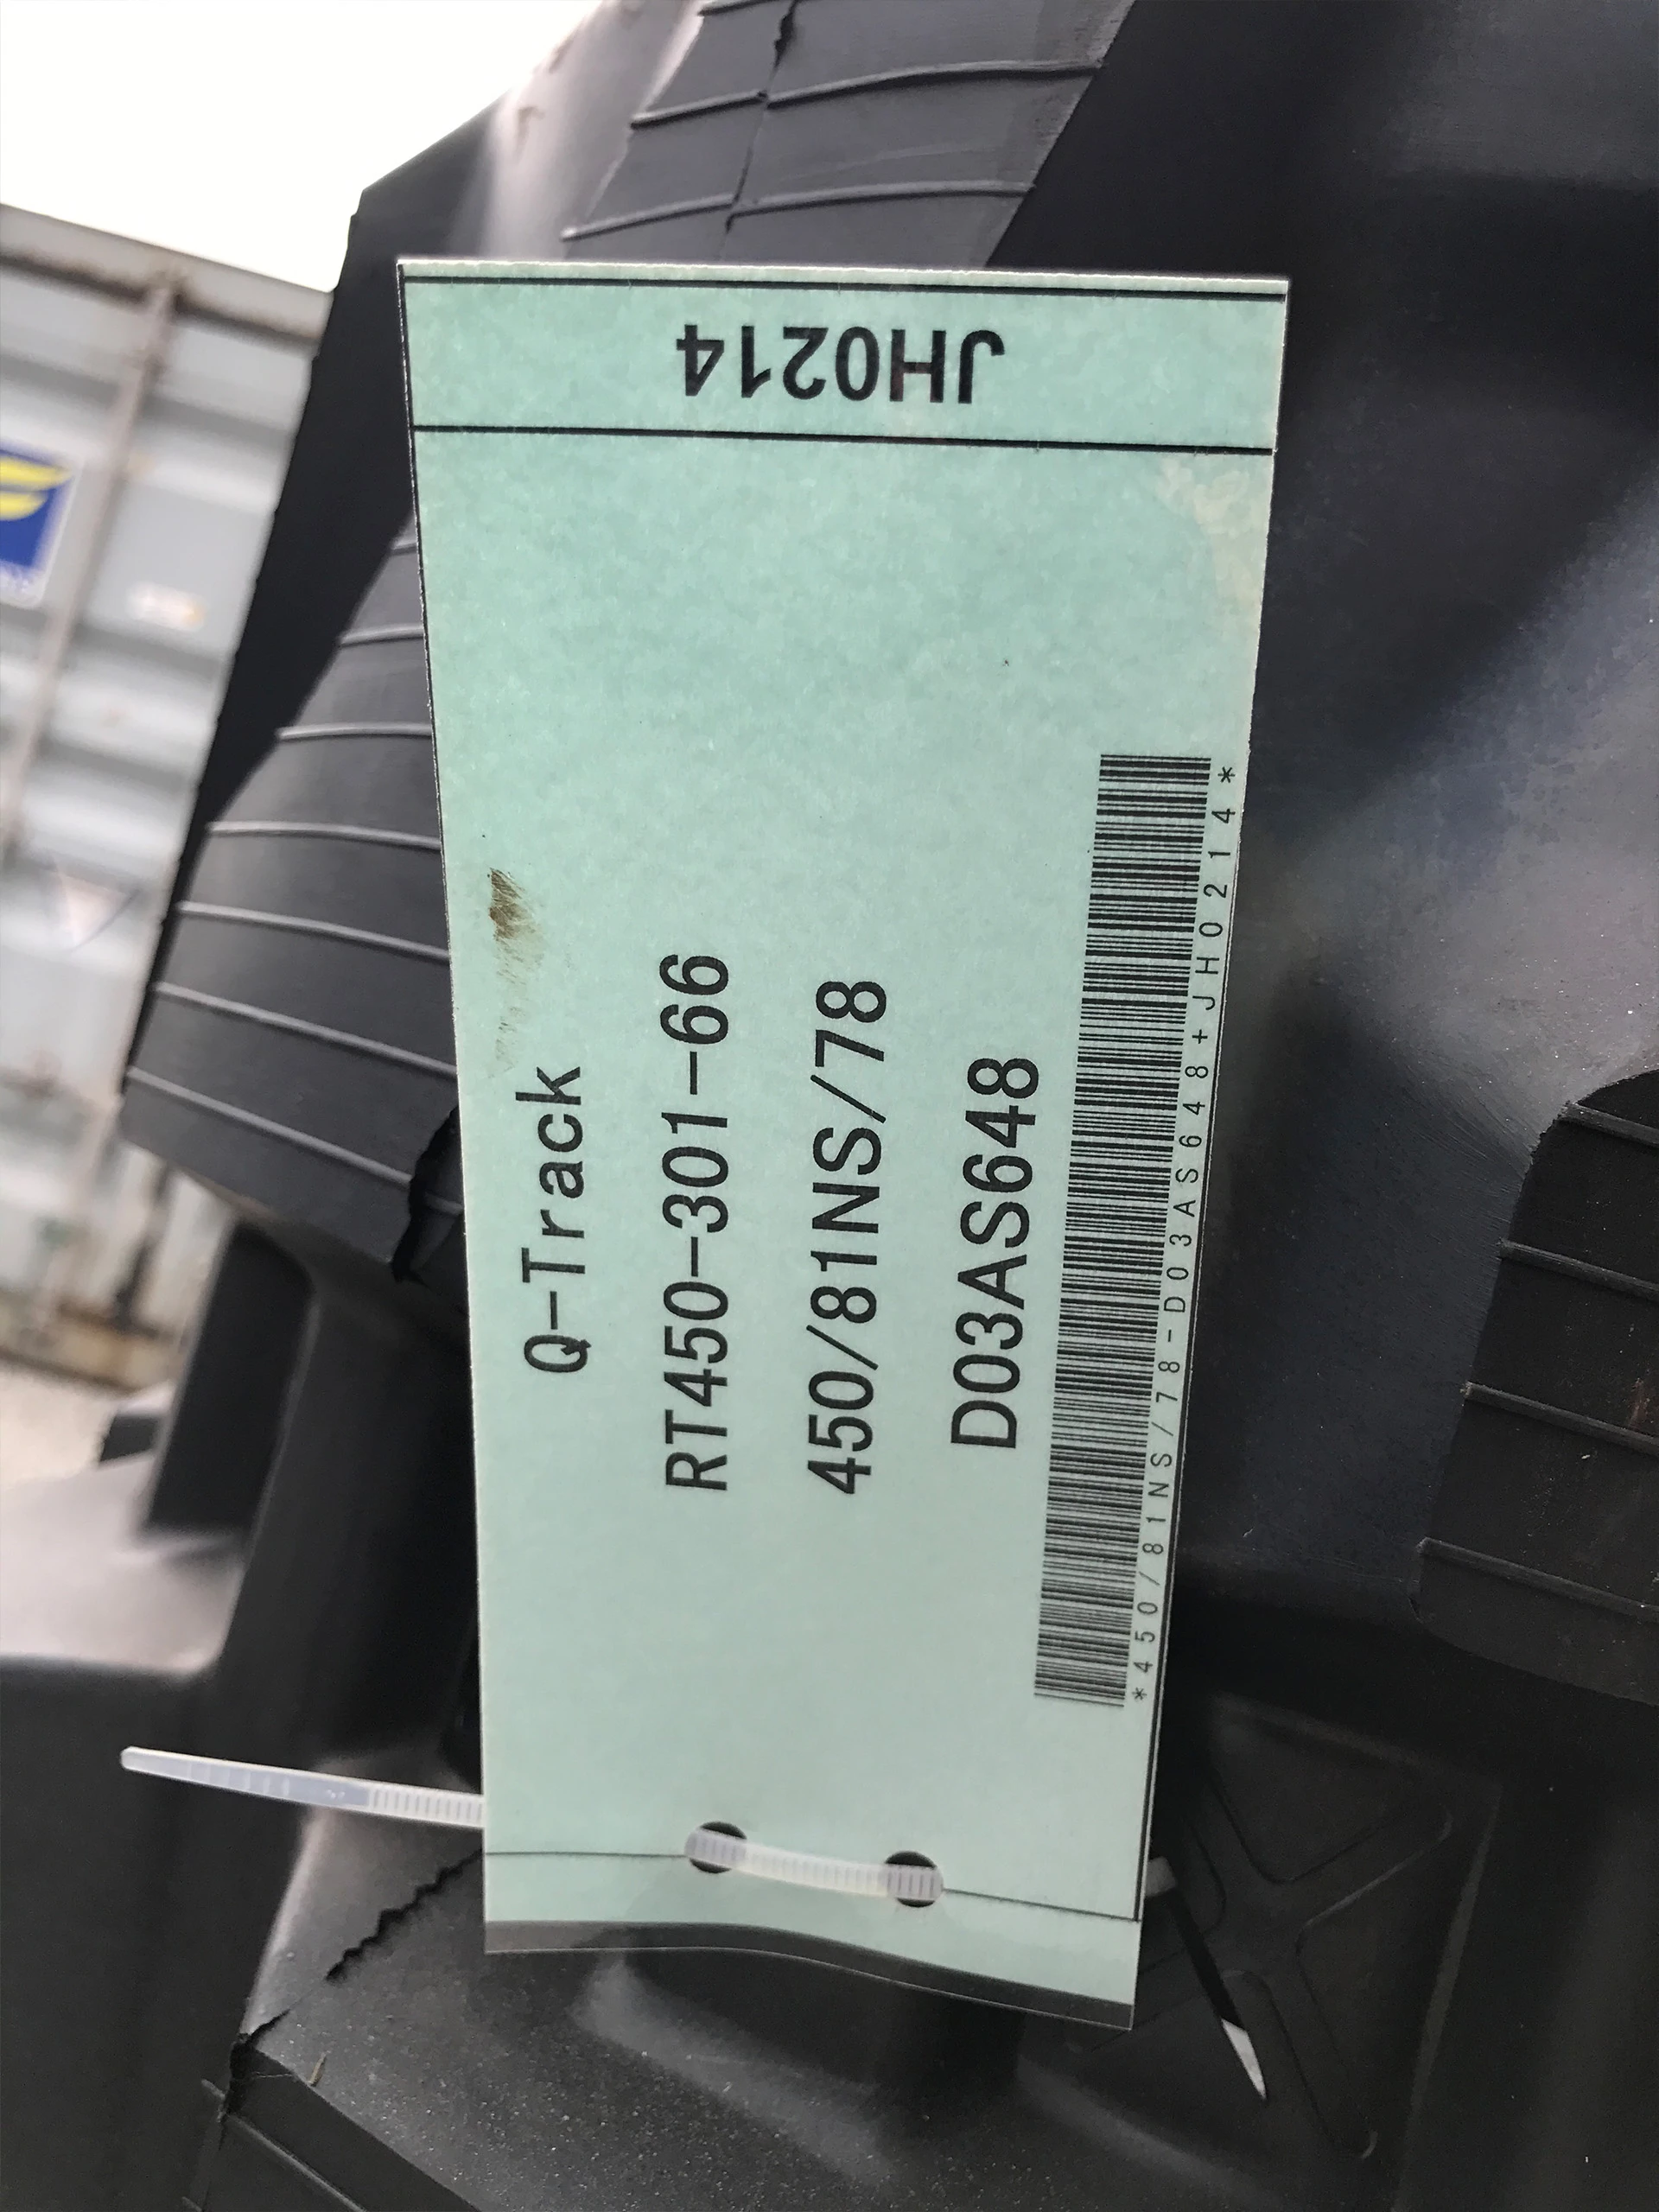 JH0214
Q-Track
RT450-301-66
450/81NS/78
D03AS648
*450/81NS/78-D03AS648+JH0214*